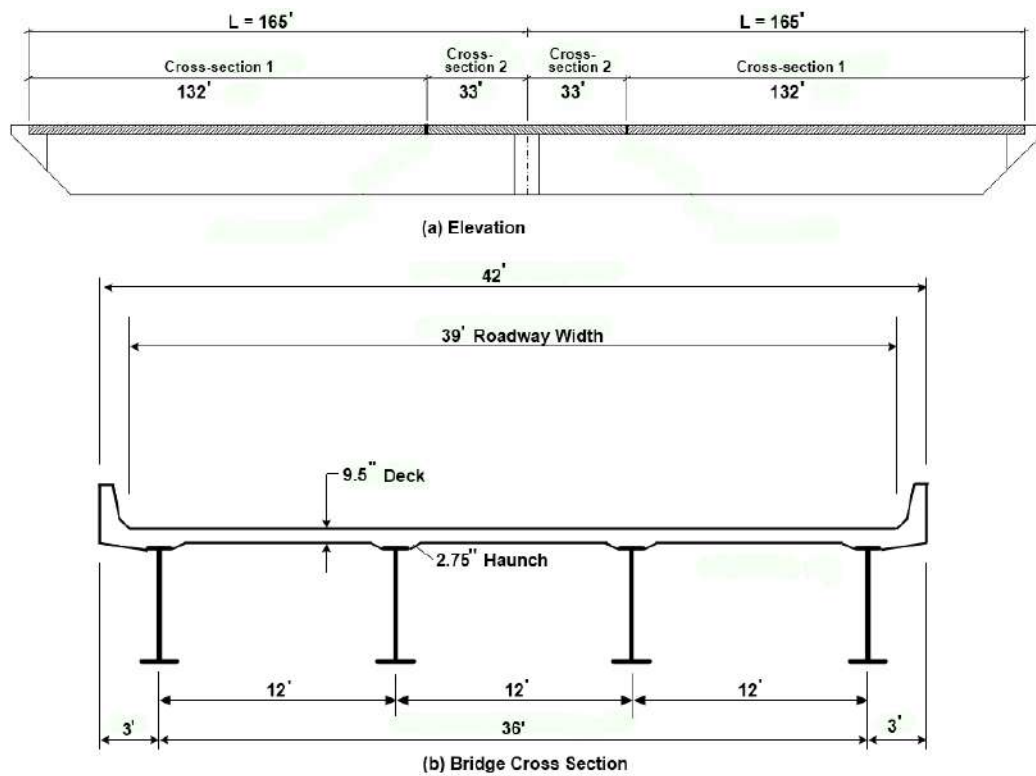 L = 165'
L = 165'
Cross-section 1
Cross-
section 2
Cross-
section 2
Cross-section 1
132'
33'
33'
132'
(a) Elevation
42'
39' Roadway Width
9.5" Deck
2.75" Haunch
12'
12'
12'
3'
36'
3'
(b) Bridge Cross Section